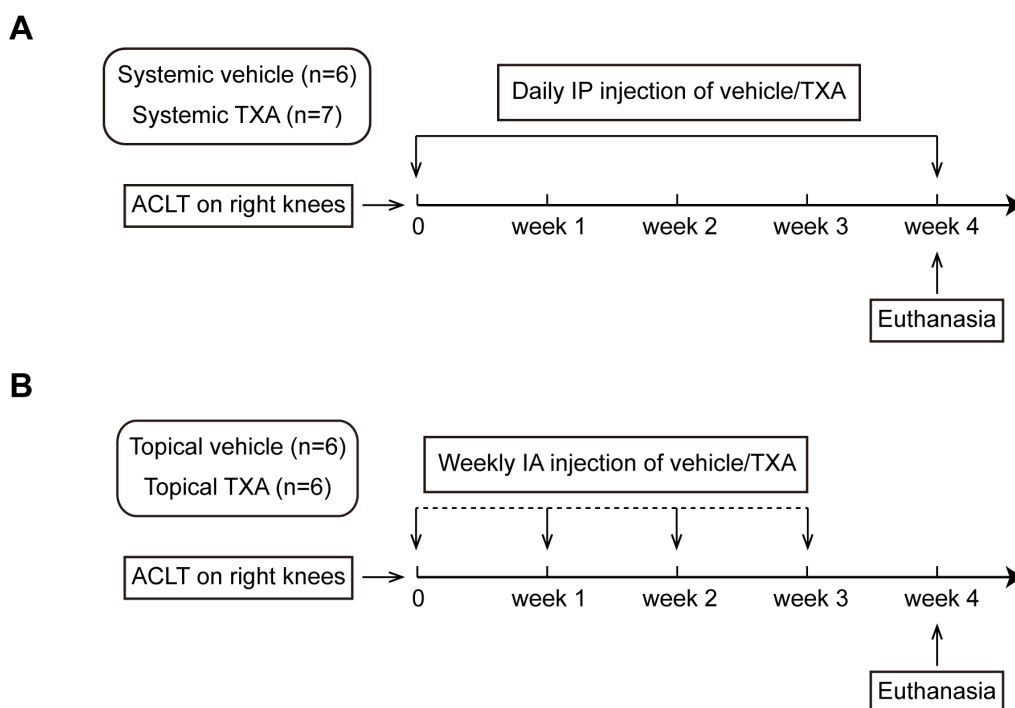 A
Systemic vehicle (n=6)
Systemic TXA (n=7)
Daily IP injection of vehicle/TXA
ACLT on right knees
0
week 1
week 2
week 3
week 4
Euthanasia
B
Topical vehicle (n=6)
Topical TXA (n=6)
Weekly IA injection of vehicle/TXA
ACLT on right knees
0
week 1
week 2
week 3
week 4
Euthanasia